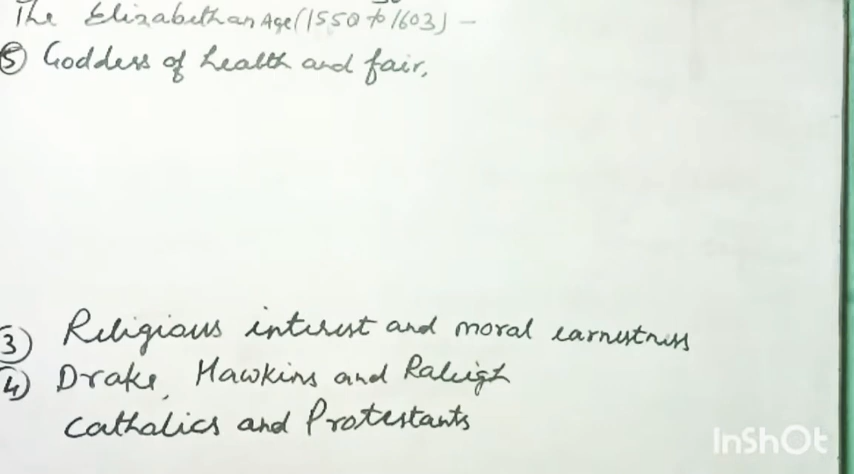 The Elizabethan Age (1550 to 1603) -
⑤ Goddess of health and fair,
③ Religious interest and moral earnestness
④ Drake, Hawkins and Raleigh
Catholics and Protestants
InShOt